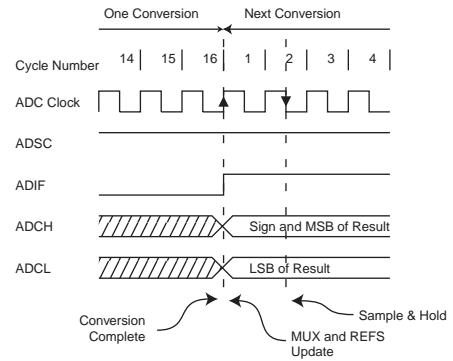 One Conversion Next Conversion
Cycle Number 14 15 16 1 2 3 4
ADC Clock
ADSC
ADIF
ADCH Sign and MSB of Result
ADCL LSB of Result
Conversion
Complete
MUX and REFS
Update
Sample & Hold